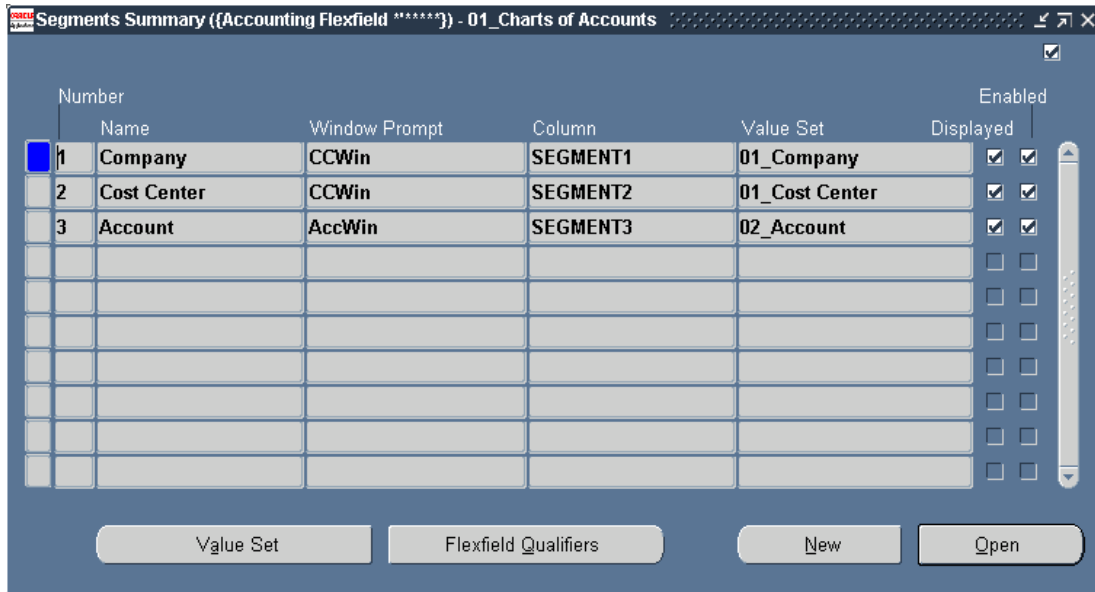 ORACLE Segments Summary ({Accounting Flexfield *'*****}) - 01_Charts of Accounts
Number Enabled
Name Window Prompt Column Value Set Displayed
1 Company CCWin SEGMENT1 01_Company
2 Cost Center CCWin SEGMENT2 01_Cost Center
3 Account AccWin SEGMENT3 02_Account
Value Set Flexfield Qualifiers New Open